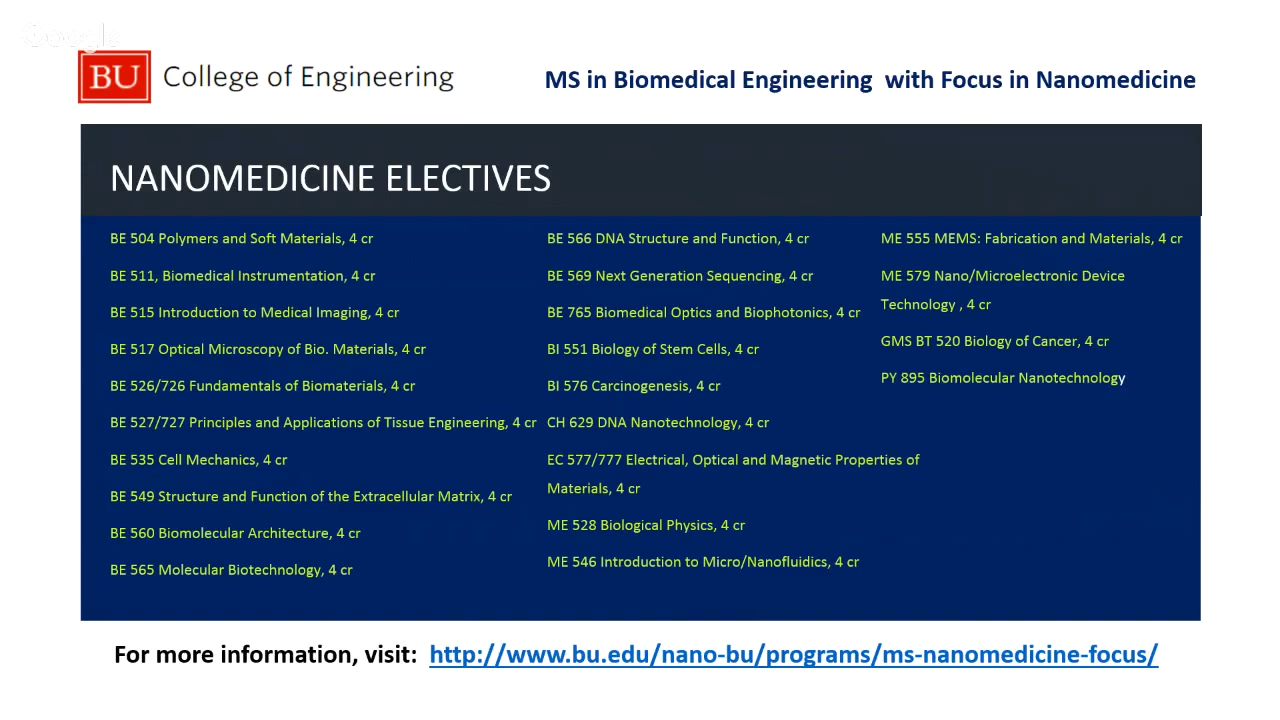 Google
BU College of Engineering
MS in Biomedical Engineering with Focus in Nanomedicine
NANOMEDICINE ELECTIVES
BE 504 Polymers and Soft Materials, 4 cr
BE 511, Biomedical Instrumentation, 4 cr
BE 515 Introduction to Medical Imaging, 4 cr
BE 517 Optical Microscopy of Bio. Materials, 4 cr
BE 526/726 Fundamentals of Biomaterials, 4 cr
BE 527/727 Principles and Applications of Tissue Engineering, 4 cr
BE 535 Cell Mechanics, 4 cr
BE 549 Structure and Function of the Extracellular Matrix, 4 cr
BE 560 Biomolecular Architecture, 4 cr
BE 565 Molecular Biotechnology, 4 cr
BE 566 DNA Structure and Function, 4 cr
BE 569 Next Generation Sequencing, 4 cr
BE 765 Biomedical Optics and Biophotonics, 4 cr
BI 551 Biology of Stem Cells, 4 cr
BI 576 Carcinogenesis, 4 cr
CH 629 DNA Nanotechnology, 4 cr
EC 577/777 Electrical, Optical and Magnetic Properties of
Materials, 4 cr
ME 528 Biological Physics, 4 cr
ME 546 Introduction to Micro/Nanofluidics, 4 cr
ME 555 MEMS: Fabrication and Materials, 4 cr
ME 579 Nano/Microelectronic Device
Technology , 4 cr
GMS BT 520 Biology of Cancer, 4 cr
PY 895 Biomolecular Nanotechnology
For more information, visit: http://www.bu.edu/nano-bu/programs/ms-nanomedicine-focus/